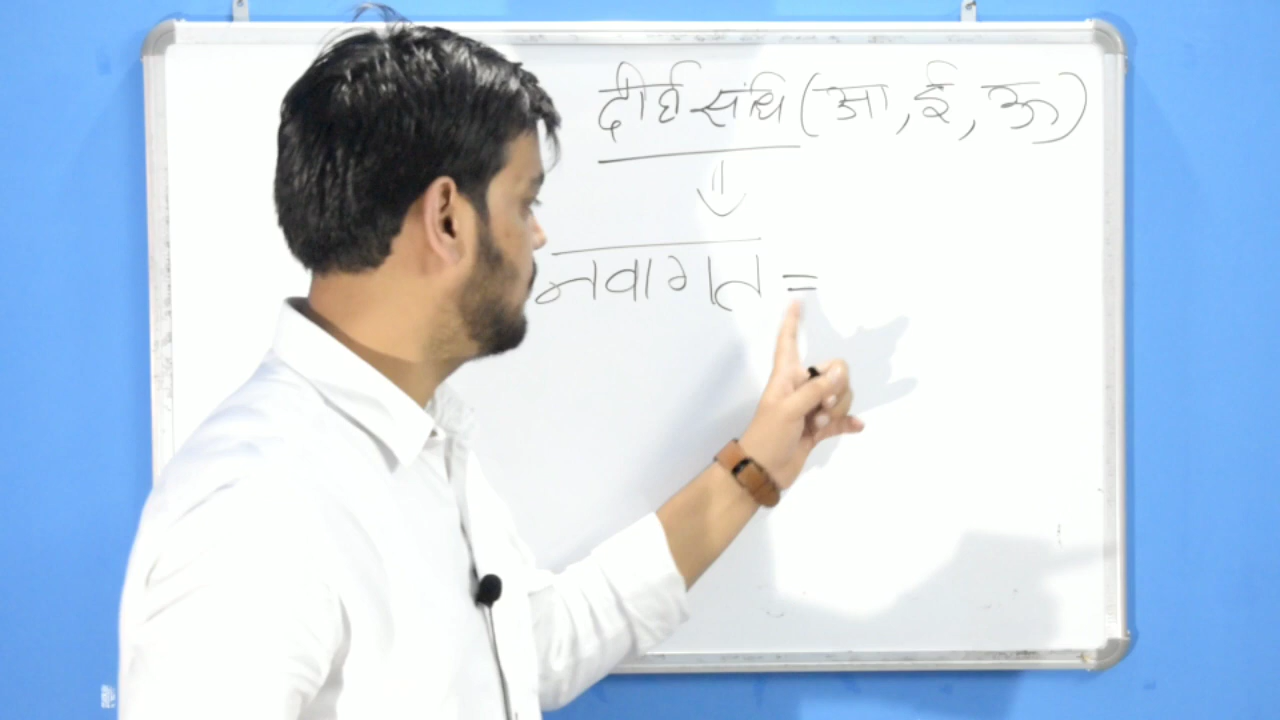 दीर्घ संधि (आ, ई, ऊ)
नवागत =